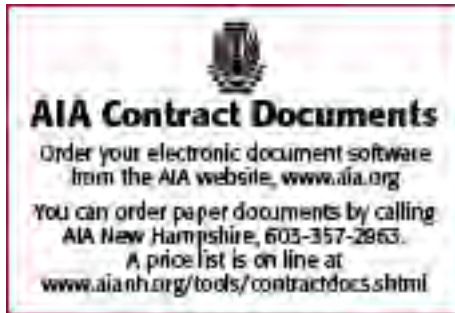 AIA Contract Documents
Order your electronic document software
from the AIA website, www.aia.org
You can order paper documents by calling
AIA New Hampshire, 603-357-2863.
A price list is on line at
www.aianh.org/tools/contractdocs.shtml